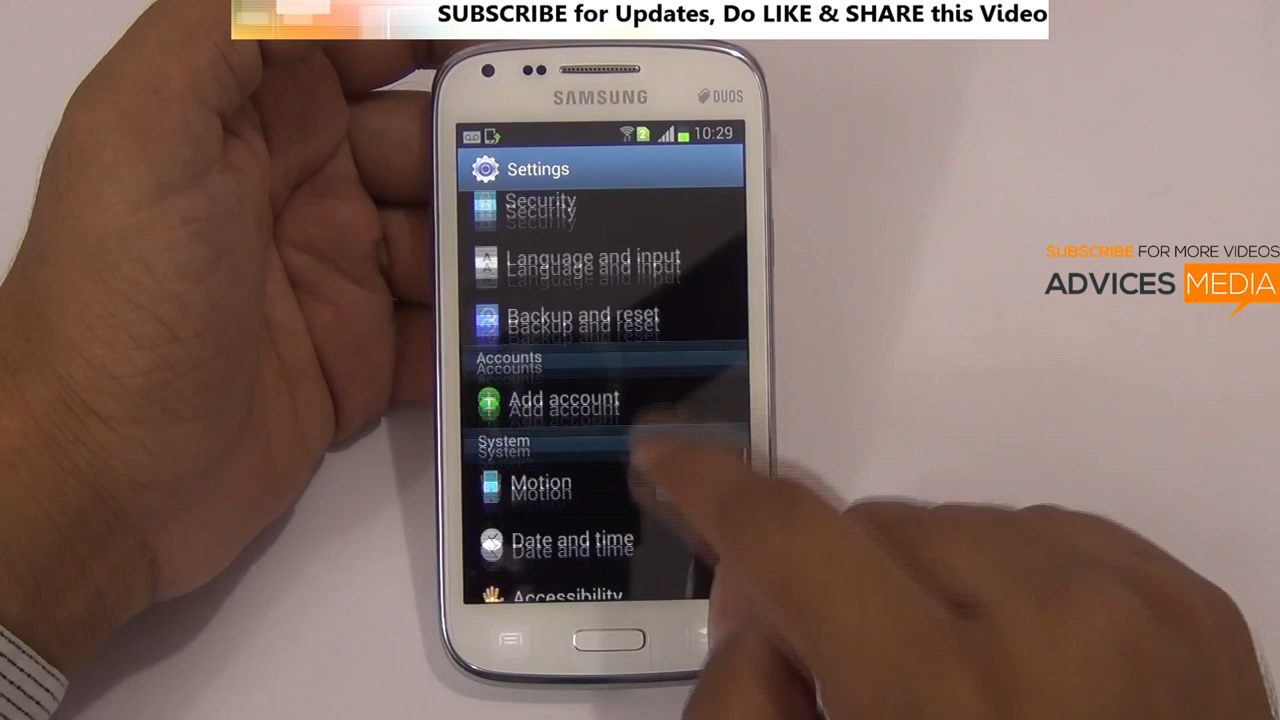 SUBSCRIBE for Updates, Do LIKE & SHARE this Video
SAMSUNG
DUOS
2
10:29
Settings
Security
Language and input
Backup and reset
Accounts
Add account
System
Motion
Date and time
Accessibility
SUBSCRIBE FOR MORE VIDEOS
ADVICES MEDIA